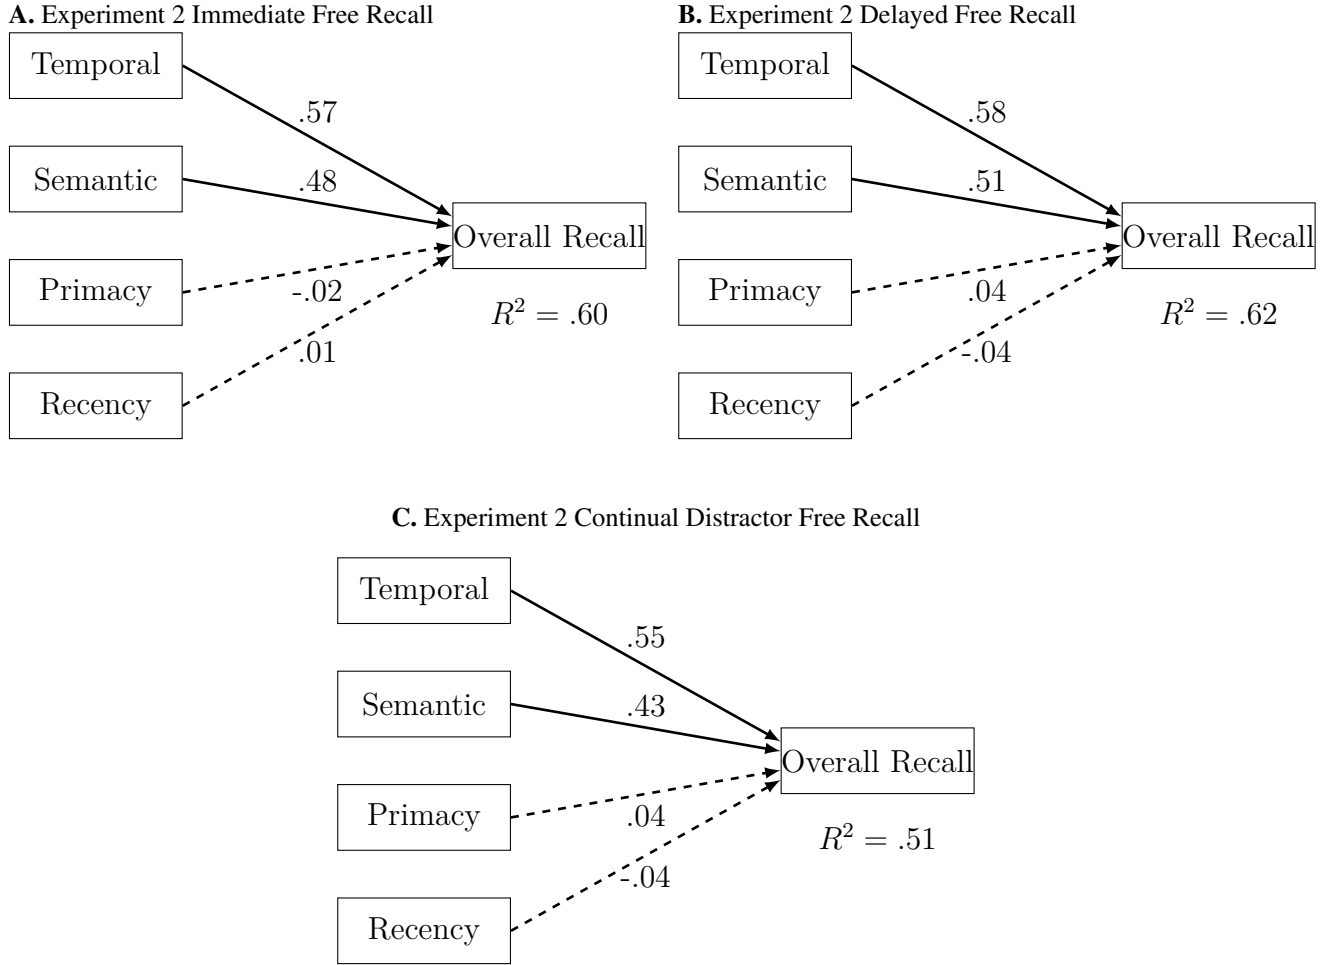 A. Experiment 2 Immediate Free Recall
Temporal
.57
Semantic
.48
Overall Recall
Primacy
-.02
R² = .60
.01
Recency
B. Experiment 2 Delayed Free Recall
Temporal
.58
Semantic
.51
Overall Recall
Primacy
.04
R² = .62
-.04
Recency
C. Experiment 2 Continual Distractor Free Recall
Temporal
.55
Semantic
.43
Overall Recall
Primacy
.04
R² = .51
-.04
Recency